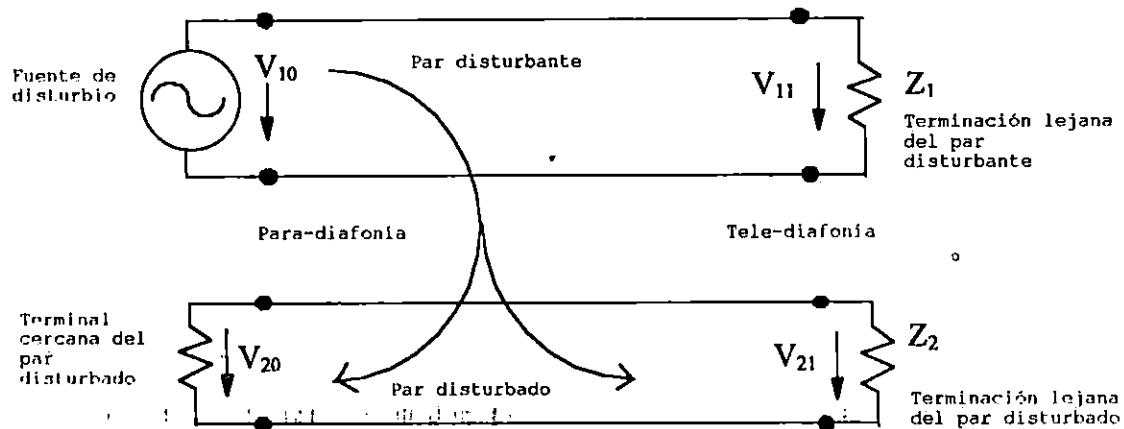 Fuente de
disturbio
V10
Par disturbante
V11
Z1
Terminación lejana
del par
disturbante
Para-diafonia
Tele-diafonia
Terminal
cercana del
par
disturbado
V20
Par disturbado
V21
Z2
Terminación lejana
del par disturbado